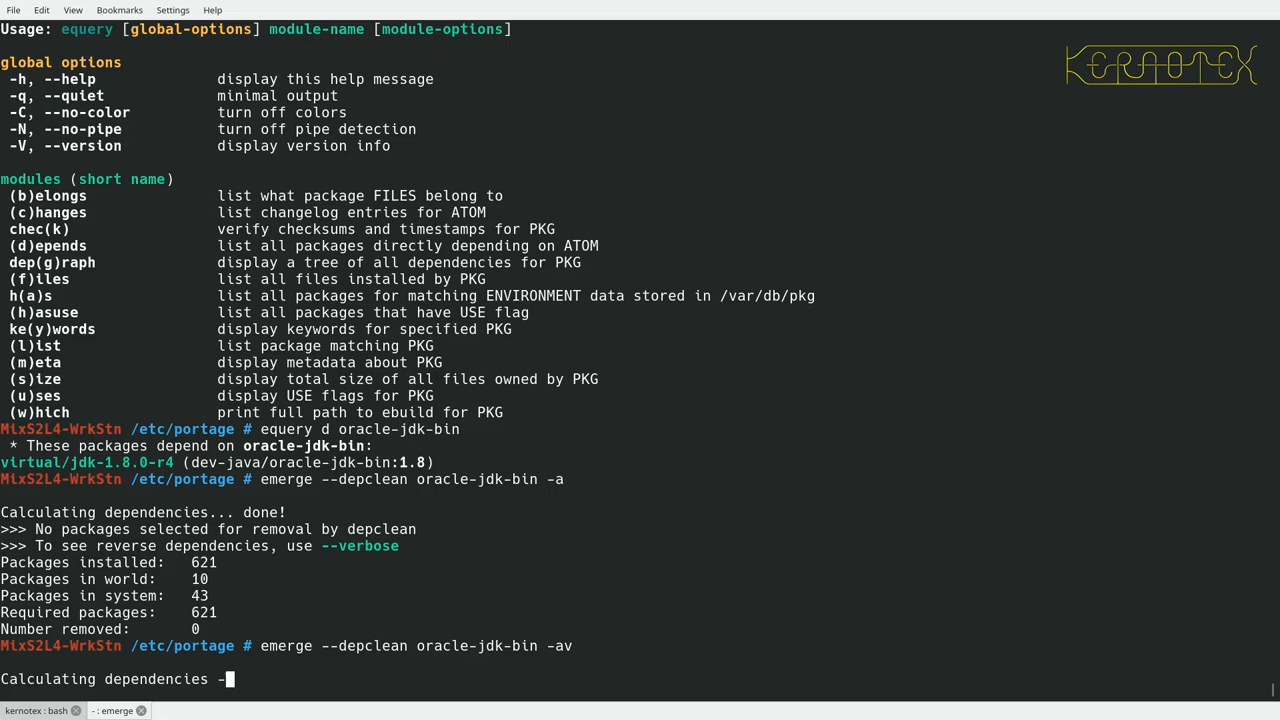 File Edit View Bookmarks Settings Help
Usage: equery [global-options] module-name [module-options]
KERNOTEX
global options
-h, --help display this help message
-q, --quiet minimal output
-C, --no-color turn off colors
-N, --no-pipe turn off pipe detection
-V, --version display version info
modules (short name)
(b)elongs list what package FILES belong to
(c)hanges list changelog entries for ATOM
chec(k) verify checksums and timestamps for PKG
(d)epends list all packages directly depending on ATOM
dep(g)raph display a tree of all dependencies for PKG
(f)iles list all files installed by PKG
h(a)s list all packages for matching ENVIRONMENT data stored in /var/db/pkg
(h)asuse list all packages that have USE flag
ke(y)words display keywords for specified PKG
(l)ist list package matching PKG
(m)eta display metadata about PKG
(s)ize display total size of all files owned by PKG
(u)ses display USE flags for PKG
(w)hich print full path to ebuild for PKG
MixS2L4-WrkStn /etc/portage # equery d oracle-jdk-bin
* These packages depend on oracle-jdk-bin:
virtual/jdk-1.8.0-r4 (dev-java/oracle-jdk-bin:1.8)
MixS2L4-WrkStn /etc/portage # emerge --depclean oracle-jdk-bin -a
Calculating dependencies... done!
>>> No packages selected for removal by depclean
>>> To see reverse dependencies, use --verbose
Packages installed: 621
Packages in world: 10
Packages in system: 43
Required packages: 621
Number removed: 0
MixS2L4-WrkStn /etc/portage # emerge --depclean oracle-jdk-bin -av
Calculating dependencies -
kernotex : bash - : emerge